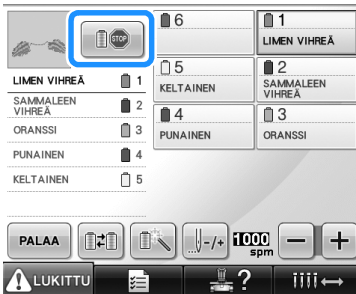 STOP
LIMEN VIHREÄ 1
SAMMALEEN
VIHREÄ 2
ORANSSI 3
PUNAINEN 4
KELTAINEN 5
6
1
LIMEN VIHREÄ
5
KELTAINEN
2
SAMMALEEN
VIHREÄ
4
PUNAINEN
3
ORANSSI
PALAA
-/+
1000
spm
LUKITTU
?